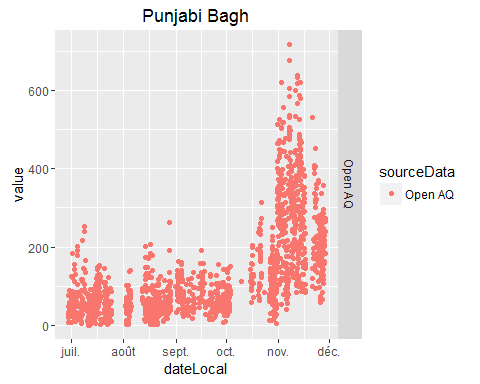 Punjabi Bagh
600
400
200
0
value
juil.
août
sept.
oct.
nov.
déc.
dateLocal
Open AQ
sourceData
Open AQ